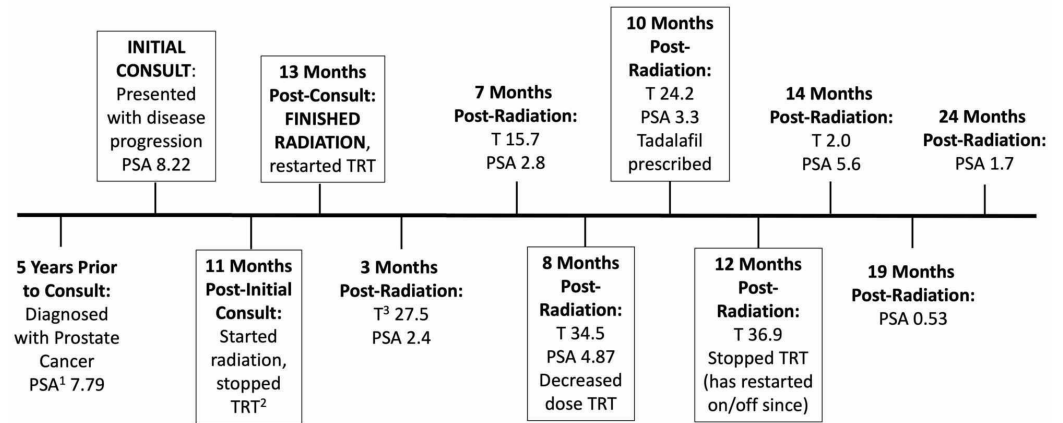 5 Years Prior
to Consult:
Diagnosed
with Prostate
Cancer
PSA¹ 7.79
INITIAL
CONSULT:
Presented
with disease
progression
PSA 8.22
11 Months
Post-Initial
Consult:
Started
radiation,
stopped
TRT²
13 Months
Post-Consult:
FINISHED
RADIATION,
restarted TRT
3 Months
Post-Radiation:
T³ 27.5
PSA 2.4
7 Months
Post-Radiation:
T 15.7
PSA 2.8
8 Months
Post-
Radiation:
T 34.5
PSA 4.87
Decreased
dose TRT
10 Months
Post-
Radiation:
T 24.2
PSA 3.3
Tadalafil
prescribed
12 Months
Post-
Radiation:
T 36.9
Stopped TRT
(has restarted
on/off since)
14 Months
Post-Radiation:
T 2.0
PSA 5.6
19 Months
Post-Radiation:
PSA 0.53
24 Months
Post-Radiation:
PSA 1.7